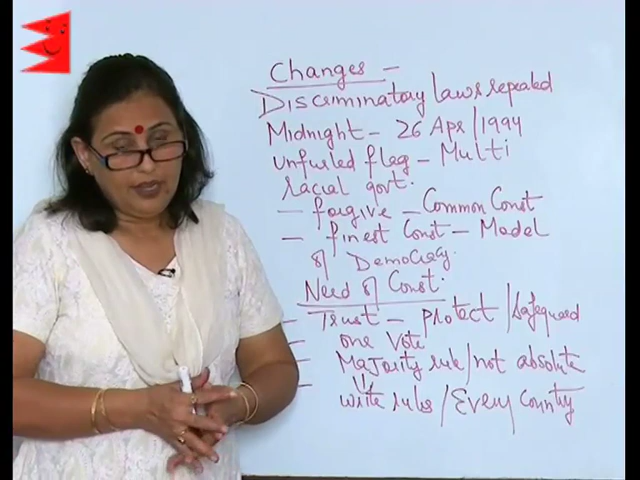 Changes -
Discriminatory laws repealed
Midnight - 26 Apr/1994
Unfurled flag - Multi
racial govt.
- forgive - Common Const
- finest Const - Model
of Democracy.
Need of Const.
- Trust - Protect/Safeguard
- one Vote
- Majority rule/not absolute
- write rules/Every country